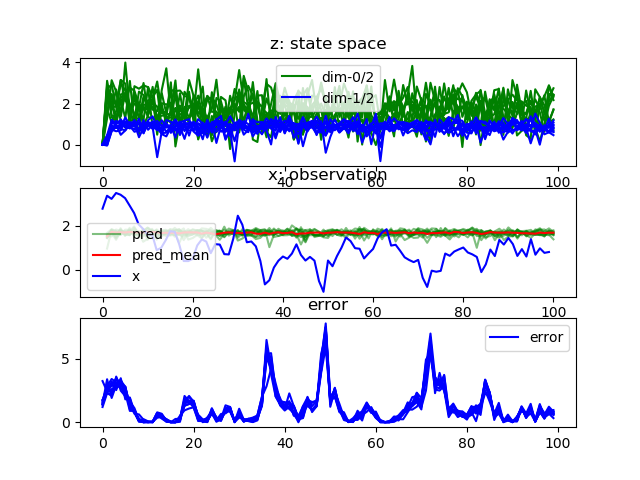 z: state space
4
2
0
dim-0/2
dim-1/2
0 20 40 60 80 100
x: observation
2
0
pred
pred_mean
x
0 20 40 60 80 100
error
5
0
error
0 20 40 60 80 100